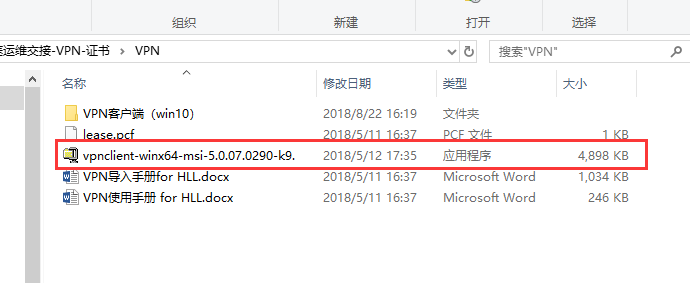 组织 新建 打开 选择
运维交接-VPN-证书 VPN 搜索"VPN"
名称 修改日期 类型 大小
VPN客户端（win10） 2018/8/22 16:19 文件夹
lease.pcf 2018/5/11 16:37 PCF 文件 1 KB
vpnclient-winx64-msi-5.0.07.0290-k9. 2018/5/12 17:35 应用程序 4,898 KB
VPN导入手册for HLL.docx 2018/5/11 16:37 Microsoft Word 1,034 KB
VPN使用手册 for HLL.docx 2018/5/11 16:37 Microsoft Word 246 KB